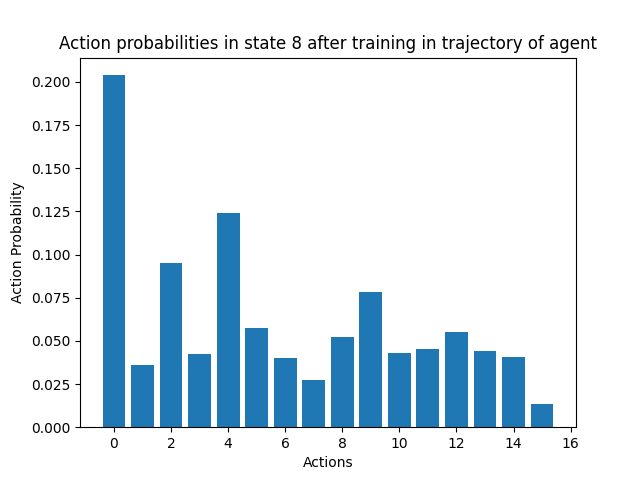 Action probabilities in state 8 after training in trajectory of agent
0.200
0.175
0.150
0.125
0.100
0.075
0.050
0.025
0.000
Action Probability
0 2 4 6 8 10 12 14 16
Actions